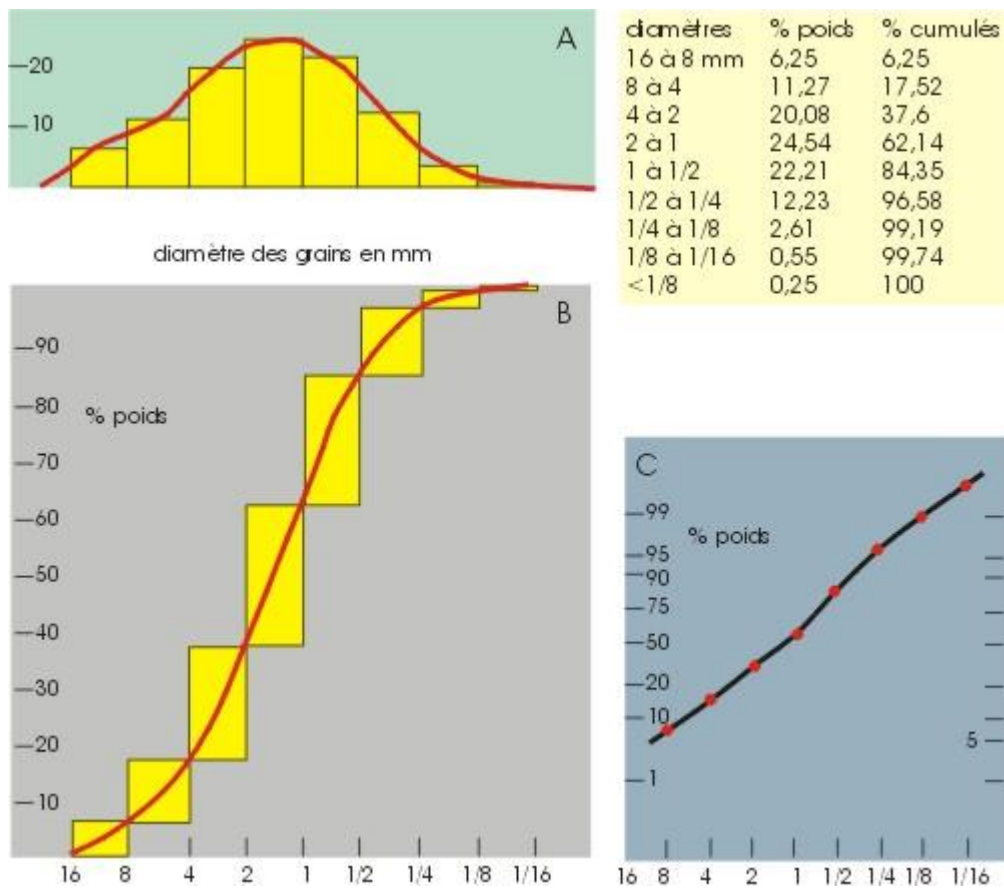 A
—20
—10
diamètre des grains en mm
B
—90
—80
% poids
—70
—60
—50
—40
—30
—20
—10
16 8 4 2 1 1/2 1/4 1/8 1/16
diamètres % poids % cumulés
16 à 8 mm 6,25 6,25
8 à 4 11,27 17,52
4 à 2 20,08 37,6
2 à 1 24,54 62,14
1 à 1/2 22,21 84,35
1/2 à 1/4 12,23 96,58
1/4 à 1/8 2,61 99,19
1/8 à 1/16 0,55 99,74
<1/8 0,25 100
C
—99
% poids
—95
—90
—75
—50
—20
—10
5
—1
16 8 4 2 1 1/2 1/4 1/8 1/16